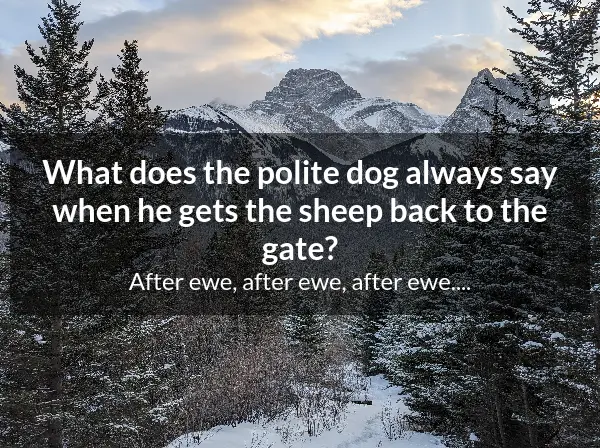 What does the polite dog always say
when he gets the sheep back to the
gate?
After ewe, after ewe, after ewe....